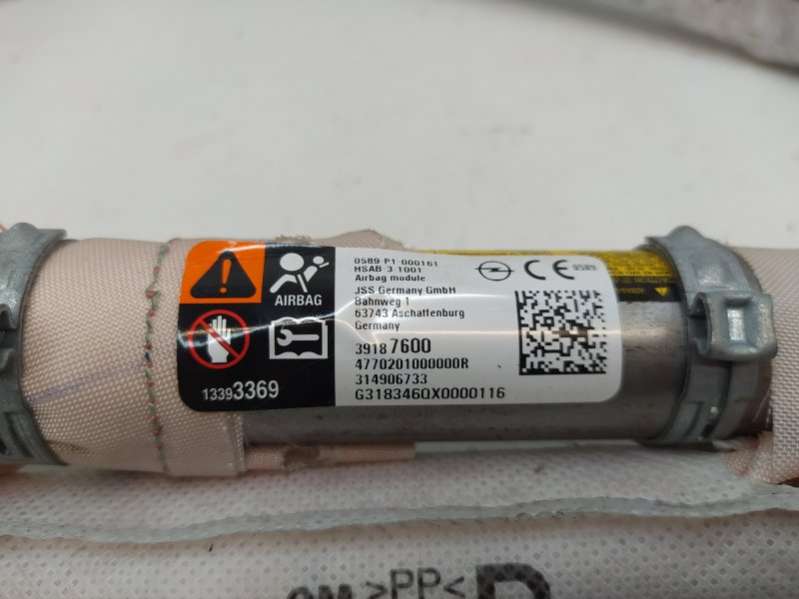 AIRBAG
13393369
0589 P1 000161
HSAB 3 1001
Airbag module
JSS Germany GmbH
Bahnweg 1
63743 Aschaffenburg
Germany
39187600
4770201000000R
314906733
G318346QX0000116
CE 0589
>PP<